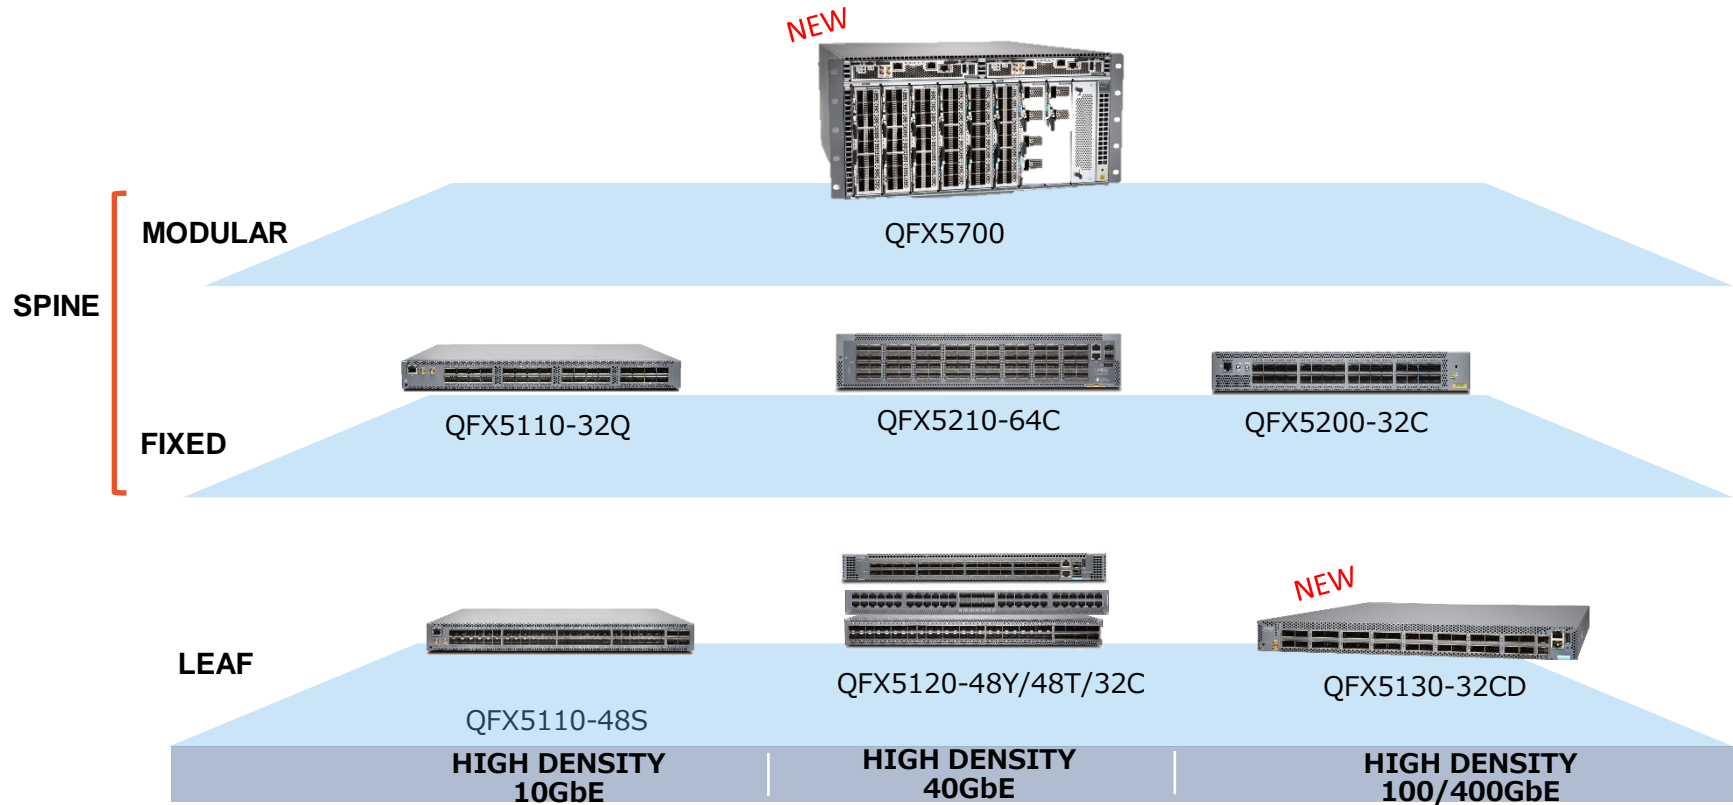 NEW
MODULAR
QFX5700
SPINE
QFX5110-32Q
QFX5210-64C
QFX5200-32C
FIXED
NEW
LEAF
QFX5120-48Y/48T/32C
QFX5130-32CD
QFX5110-48S
HIGH DENSITY
10GbE
HIGH DENSITY
40GbE
HIGH DENSITY
100/400GbE